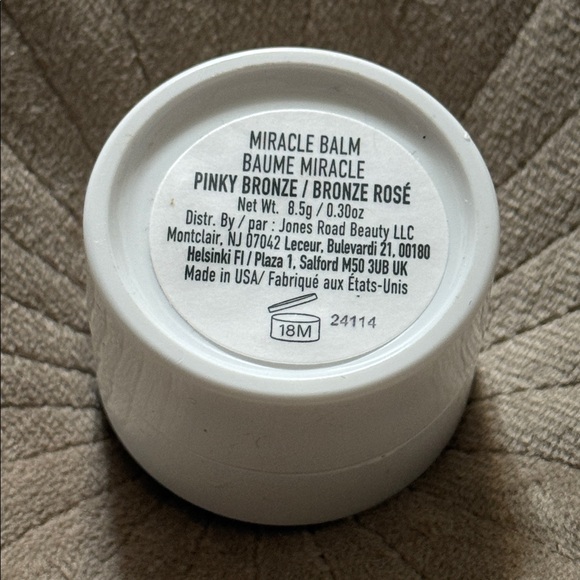 MIRACLE BALM
BAUME MIRACLE
PINKY BRONZE / BRONZE ROSÉ
Net Wt. 8.5g / 0.30oz
Distr. By / par : Jones Road Beauty LLC
Montclair, NJ 07042 Leceur, Bulevardi 21, 00180
Helsinki FI / Plaza 1, Salford M50 3UB UK
Made in USA/ Fabriqué aux États-Unis
18M 24114